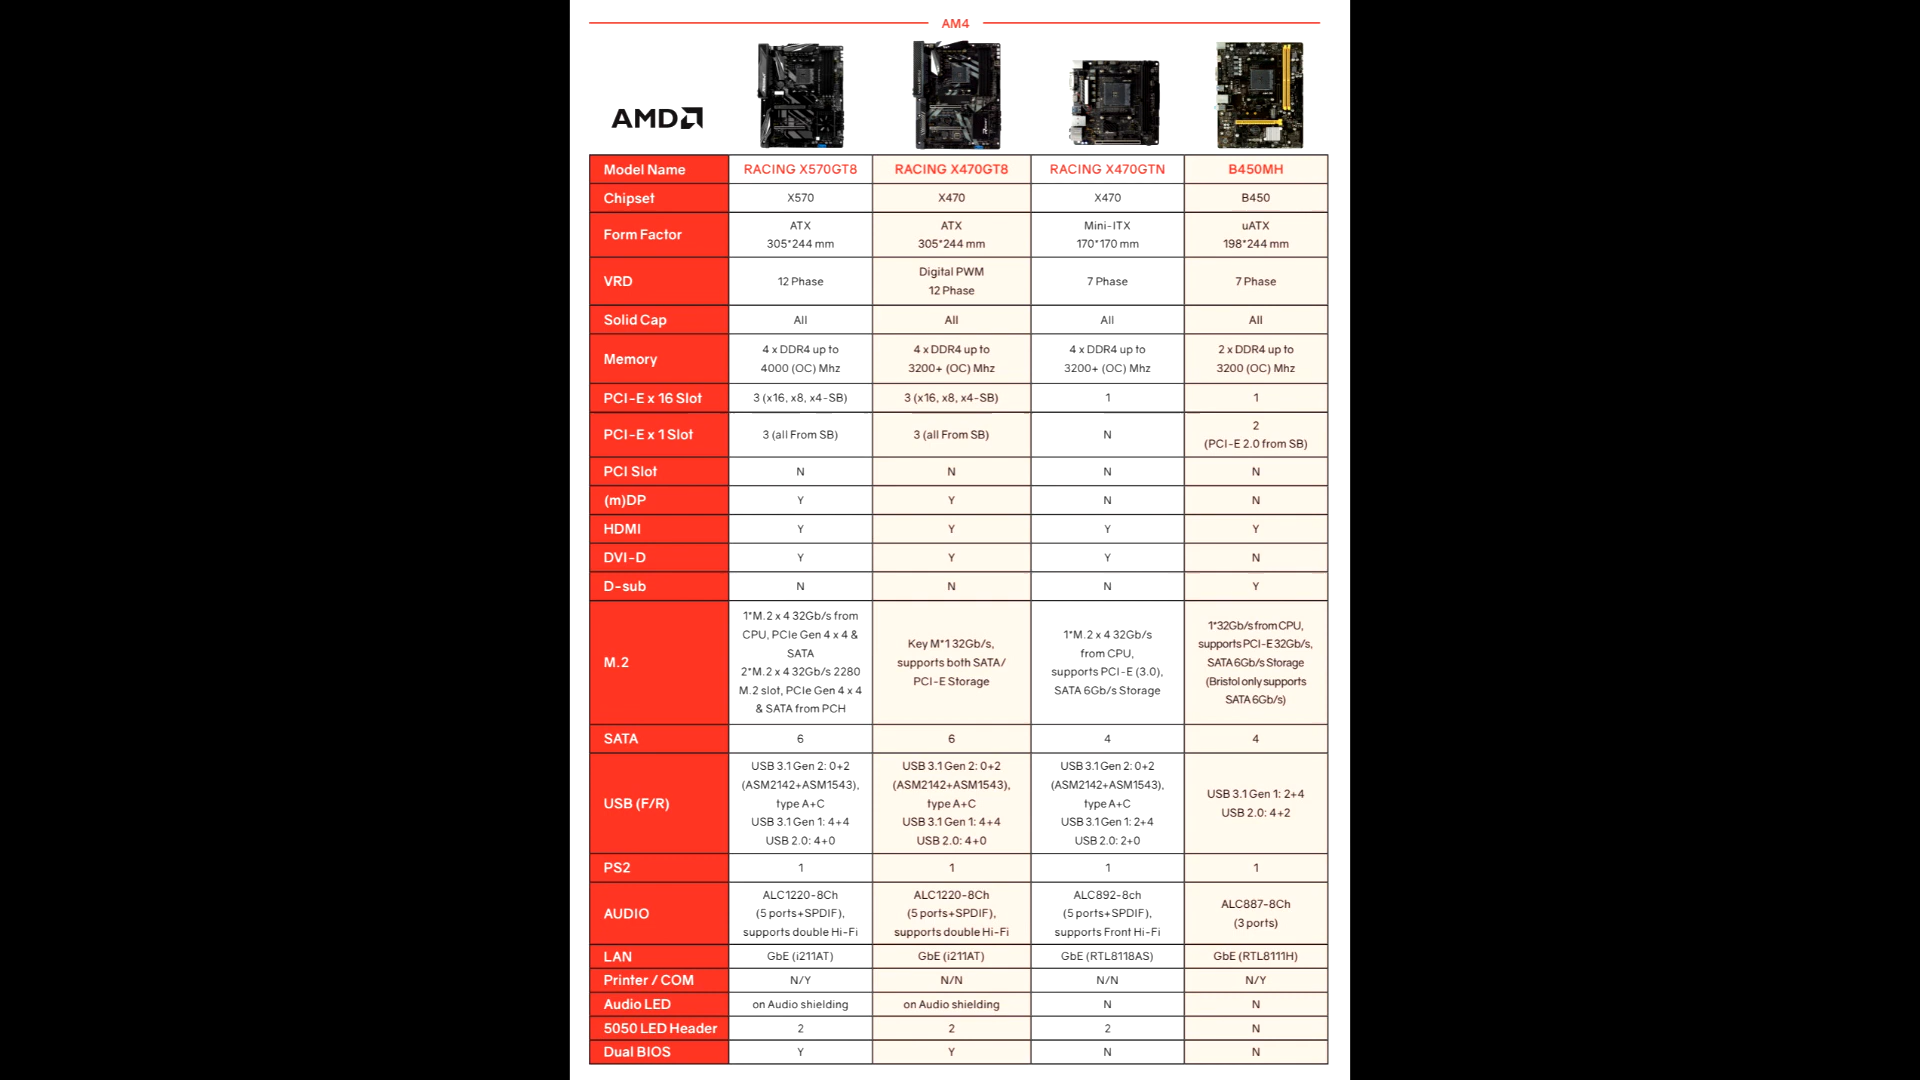 AM4
AMD
Model Name RACING X570GT8 RACING X470GT8 RACING X470GTN B450MH
Chipset X570 X470 X470 B450
Form Factor ATX 305*244 mm ATX 305*244 mm Mini-ITX 170*170 mm uATX 198*244 mm
VRD 12 Phase Digital PWM 12 Phase 7 Phase 7 Phase
Solid Cap All All All All
Memory 4 x DDR4 up to 4000 (OC) Mhz 4 x DDR4 up to 3200+ (OC) Mhz 4 x DDR4 up to 3200+ (OC) Mhz 2 x DDR4 up to 3200 (OC) Mhz
PCI-E x 16 Slot 3 (x16, x8, x4-SB) 3 (x16, x8, x4-SB) 1 1
PCI-E x 1 Slot 3 (all From SB) 3 (all From SB) N 2 (PCI-E 2.0 from SB)
PCI Slot N N N N
(m)DP Y Y N N
HDMI Y Y Y Y
DVI-D Y Y Y N
D-sub N N N Y
M.2
1*M.2 x 4 32Gb/s from
CPU, PCIe Gen 4 x 4 &
SATA
2*M.2 x 4 32Gb/s 2280
M.2 slot, PCIe Gen 4 x 4
& SATA from PCH
Key M*1 32Gb/s,
supports both SATA/
PCI-E Storage
1*M.2 x 4 32Gb/s
from CPU,
supports PCI-E (3.0),
SATA 6Gb/s Storage
1*32Gb/s from CPU,
supports PCI-E 32Gb/s,
SATA 6Gb/s Storage
(Bristol only supports
SATA 6Gb/s)
SATA 6 6 4 4
USB (F/R)
USB 3.1 Gen 2: 0+2
(ASM2142+ASM1543),
type A+C
USB 3.1 Gen 1: 4+4
USB 2.0: 4+0
USB 3.1 Gen 2: 0+2
(ASM2142+ASM1543),
type A+C
USB 3.1 Gen 1: 4+4
USB 2.0: 4+0
USB 3.1 Gen 2: 0+2
(ASM2142+ASM1543),
type A+C
USB 3.1 Gen 1: 2+4
USB 2.0: 2+0
USB 3.1 Gen 1: 2+4
USB 2.0: 4+2
PS2 1 1 1 1
AUDIO
ALC1220-8Ch
(5 ports+SPDIF),
supports double Hi-Fi
ALC1220-8Ch
(5 ports+SPDIF),
supports double Hi-Fi
ALC892-8ch
(5 ports+SPDIF),
supports Front Hi-Fi
ALC887-8Ch
(3 ports)
LAN GbE (i211AT) GbE (i211AT) GbE (RTL8118AS) GbE (RTL8111H)
Printer / COM N/Y N/N N/N N/Y
Audio LED on Audio shielding on Audio shielding N N
5050 LED Header 2 2 2 N
Dual BIOS Y Y N N